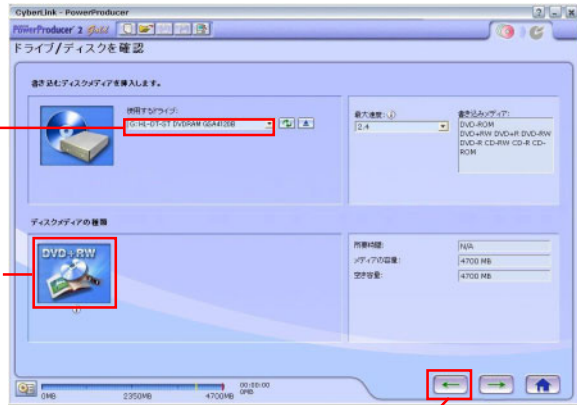 CyberLink - PowerProducer
PowerProducer 2 Gold
ドライブ/ディスクを確認
書き込むディスクメディアを挿入します。
使用するドライブ:
G: HL-DT-ST DVDRAM GSA4120B
最大速度:
2.4
書き込みメディア:
DVD-ROM
DVD+RW DVD+R DVD-RW
DVD-R CD-RW CD-R CD-
ROM
ディスクメディアの種類
DVD+RW
所要時間:
N/A
メディアの容量:
4700 MB
空き容量:
4700 MB
0MB
2350MB
4700MB
00:00:00
0MB